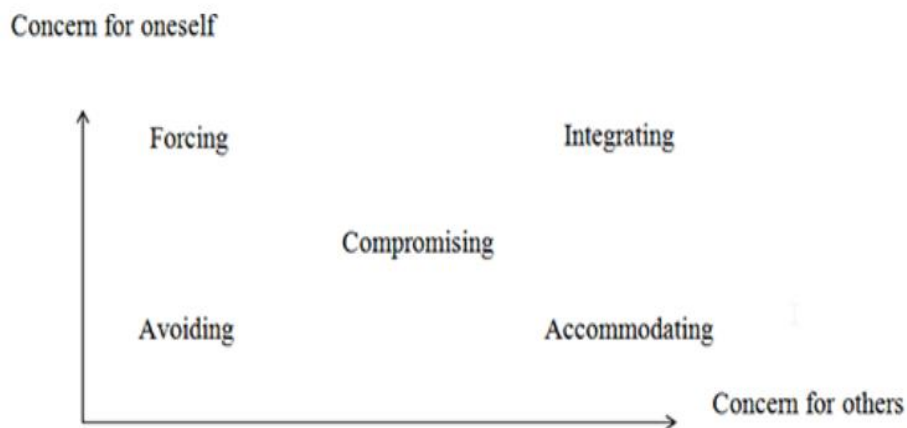 Concern for oneself
Forcing
Integrating
Compromising
Avoiding
Accommodating
Concern for others